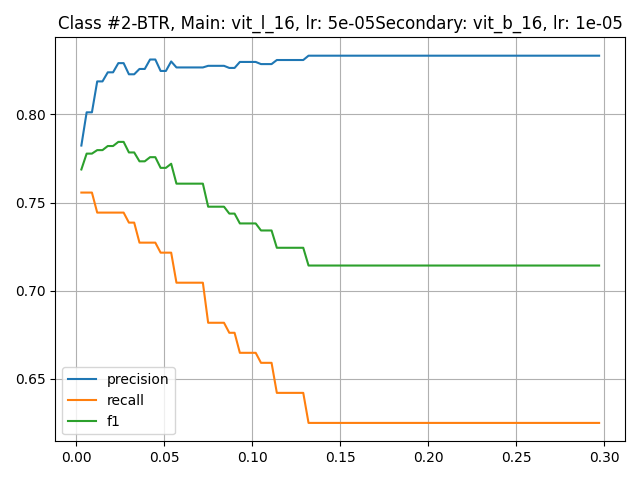 Class #2-BTR, Main: vit_l_16, lr: 5e-05Secondary: vit_b_16, lr: 1e-05
0.80
0.75
0.70
0.65
precision
recall
f1
0.00 0.05 0.10 0.15 0.20 0.25 0.30